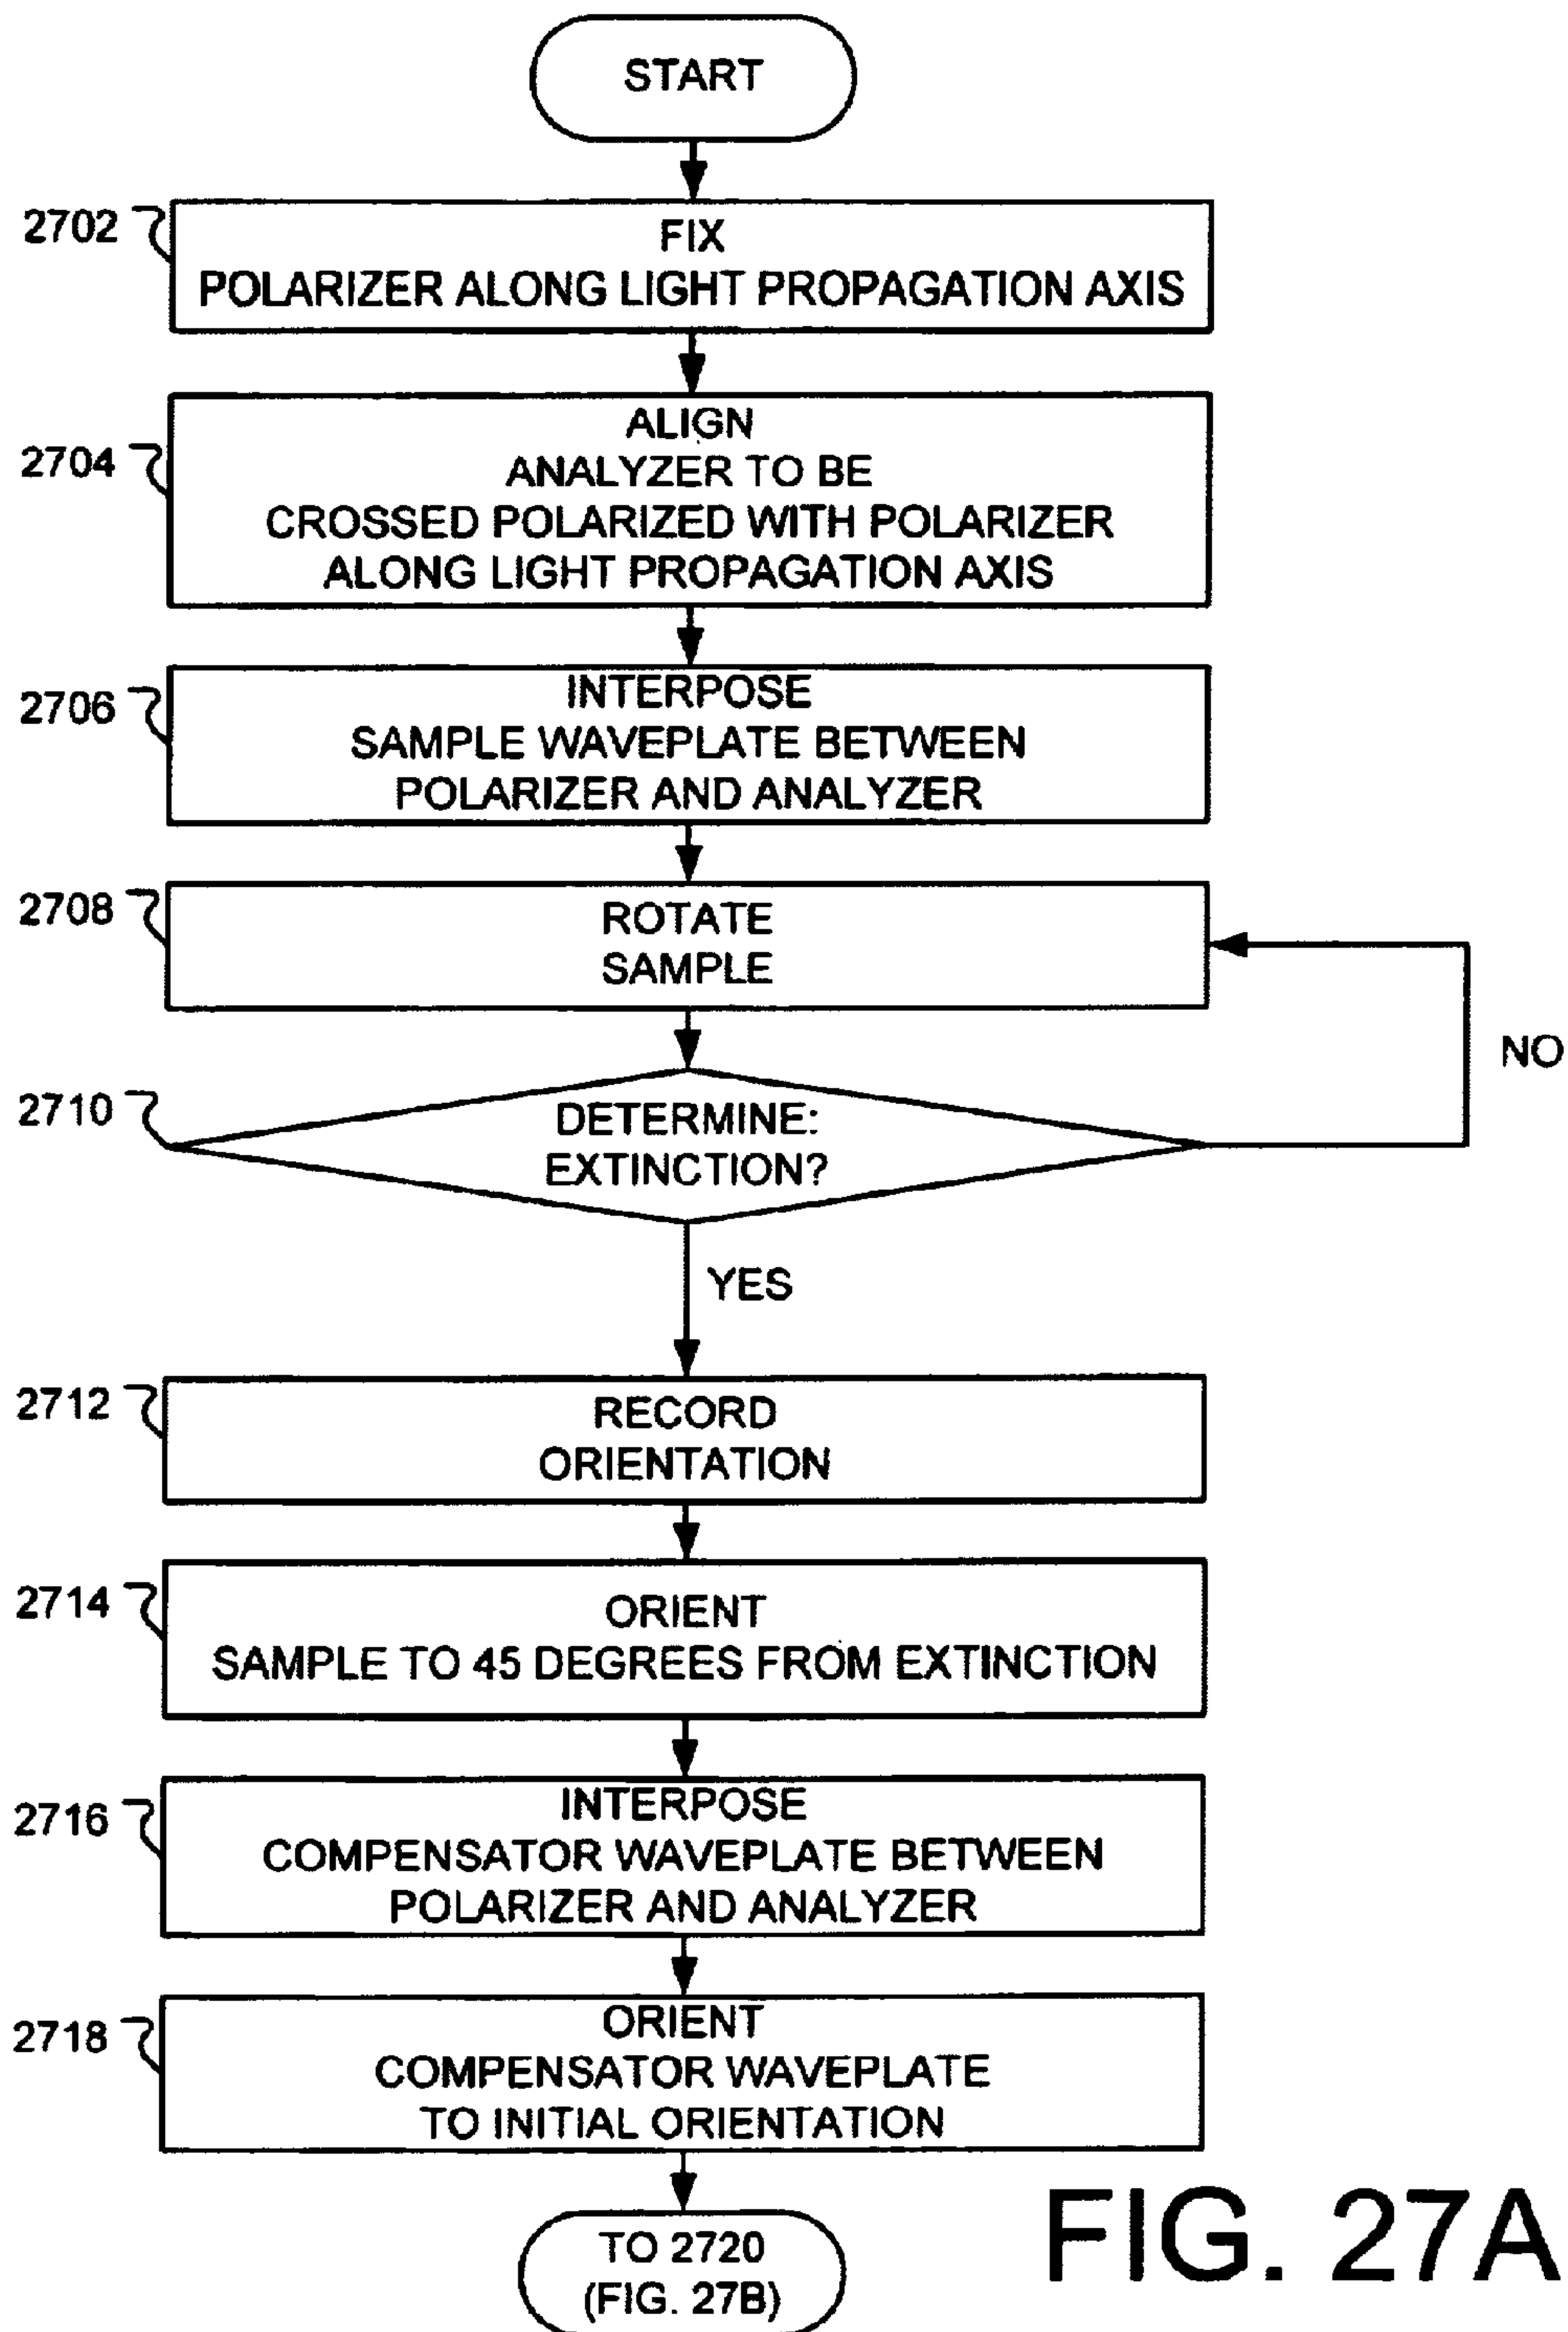 START
2702
FIX
POLARIZER ALONG LIGHT PROPAGATION AXIS
2704
ALIGN
ANALYZER TO BE
CROSSED POLARIZED WITH POLARIZER
ALONG LIGHT PROPAGATION AXIS
2706
INTERPOSE
SAMPLE WAVEPLATE BETWEEN
POLARIZER AND ANALYZER
2708
ROTATE
SAMPLE
NO
2710
DETERMINE:
EXTINCTION?
YES
2712
RECORD
ORIENTATION
2714
ORIENT
SAMPLE TO 45 DEGREES FROM EXTINCTION
2716
INTERPOSE
COMPENSATOR WAVEPLATE BETWEEN
POLARIZER AND ANALYZER
2718
ORIENT
COMPENSATOR WAVEPLATE
TO INITIAL ORIENTATION
TO 2720
(FIG. 27B)
FIG. 27A